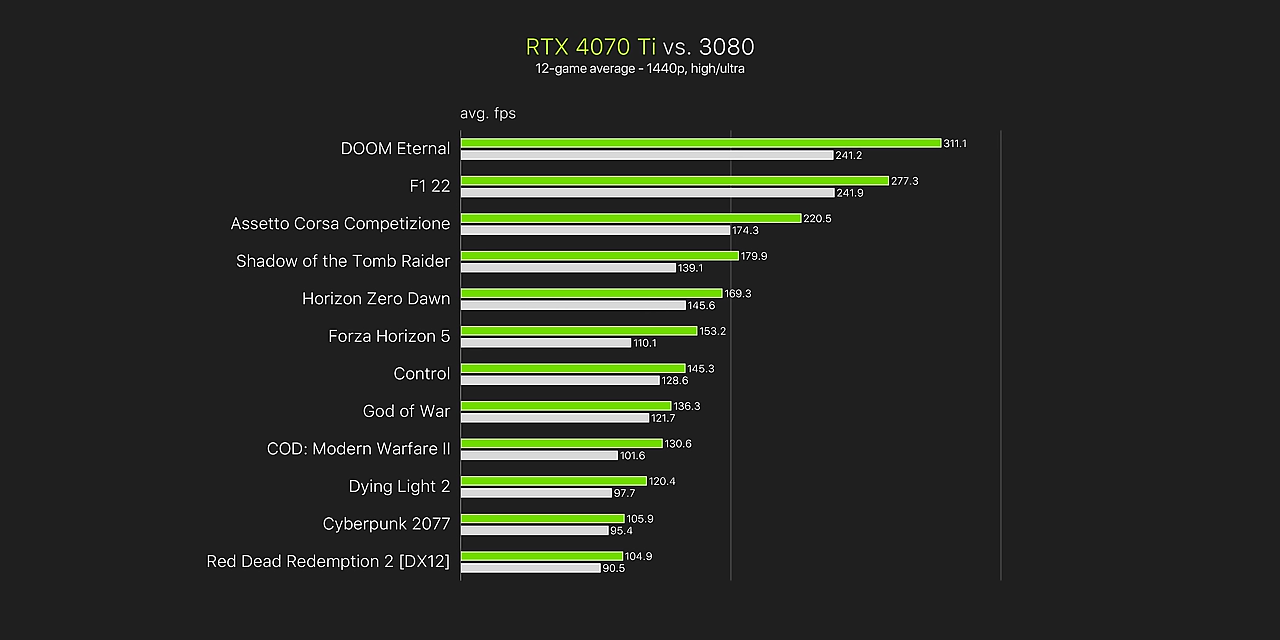 RTX 4070 Ti vs. 3080
12-game average - 1440p, high/ultra
avg. fps
DOOM Eternal
311.1
241.2
F1 22
277.3
241.9
Assetto Corsa Competizione
220.5
174.3
Shadow of the Tomb Raider
179.9
139.1
Horizon Zero Dawn
169.3
145.6
Forza Horizon 5
153.2
110.1
Control
145.3
128.6
God of War
136.3
121.7
COD: Modern Warfare II
130.6
101.6
Dying Light 2
120.4
97.7
Cyberpunk 2077
105.9
95.4
Red Dead Redemption 2 [DX12]
104.9
90.5